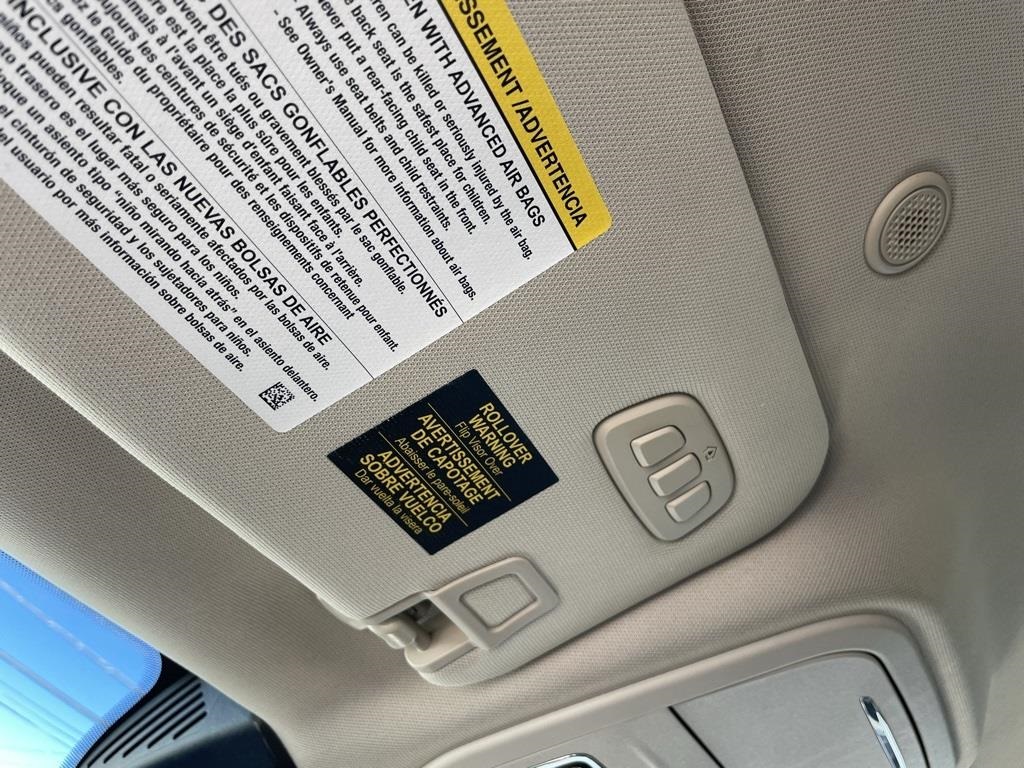 SSEMENT /ADVERTENCIA
EN WITH ADVANCED AIR BAGS
ren can be killed or seriously injured by the air bag.
back seat is the safest place for children.
ever put a rear-facing child seat in the front.
- Always use seat belts and child restraints.
- See Owner's Manual for more information about air bags.
DES SACS GONFLABLES PERFECTIONNÉS
uvent être tués ou gravement blessés par le sac gonflable.
est la place la plus sûre pour les enfants.
à l'avant un siège d'enfant faisant face à l'arrière.
ujours les ceintures de sécurité et les dispositifs de retenue pour enfant.
z le Guide du propriétaire pour des renseignements concernant
gonflables.
INCLUSIVE CON LAS NUEVAS BOLSAS DE AIRE
niños pueden resultar fatal o seriamente afectados por las bolsas de aire.
trasero es el lugar más seguro para los niños.
oque un asiento tipo "niño mirando hacia atrás" en el asiento delantero.
el cinturón de seguridad y los sujetadores para niños.
el usuario por más información sobre bolsas de aire.
ROLLOVER
WARNING
Flip Visor Over
AVERTISSEMENT
DE CAPOTAGE
Abaisser le pare-soleil
ADVERTENCIA
SOBRE VUELCO
Dar vuelta la visera